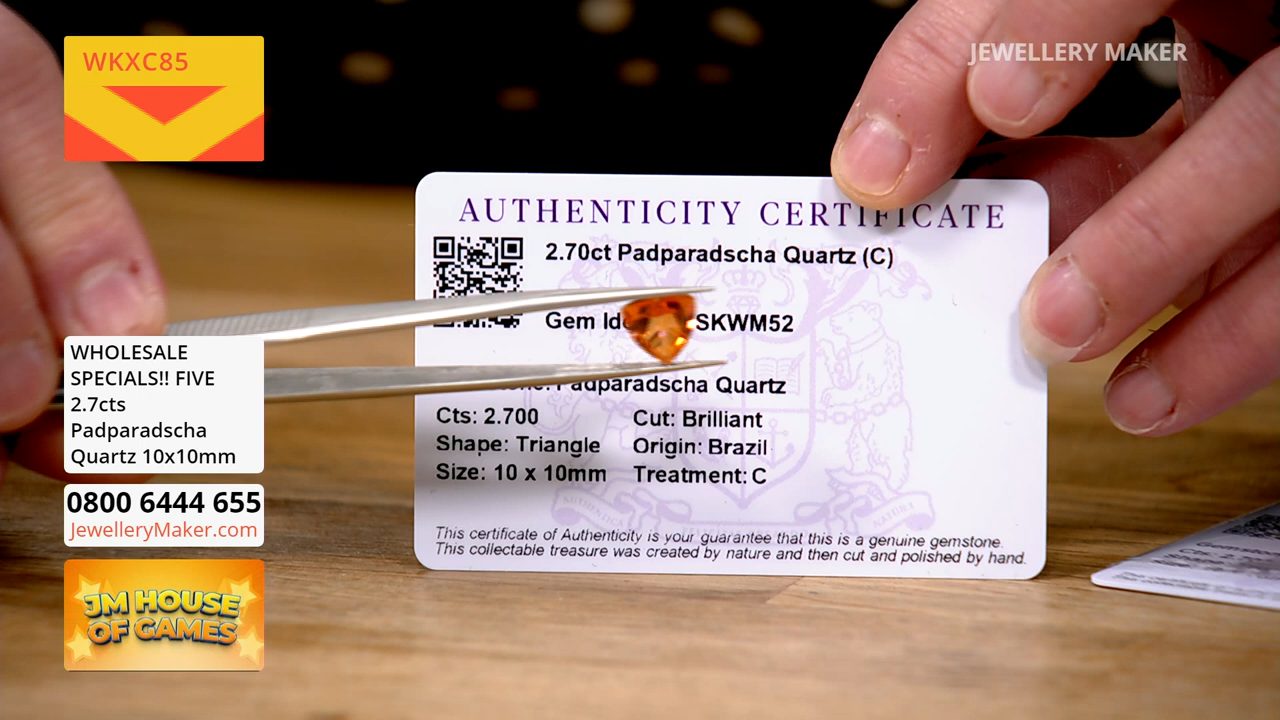 WKXC85
JEWELLERY MAKER
AUTHENTICITY CERTIFICATE
2.70ct Padparadscha Quartz (C)
Gem Id SKWM52
Padparadscha Quartz
Cts: 2.700 Cut: Brilliant
Shape: Triangle Origin: Brazil
Size: 10 x 10mm Treatment: C
This certificate of Authenticity is your guarantee that this is a genuine gemstone.
This collectable treasure was created by nature and then cut and polished by hand.
WHOLESALE
SPECIALS!! FIVE
2.7cts
Padparadscha
Quartz 10x10mm
0800 6444 655
JewelleryMaker.com
JM HOUSE
OF GAMES